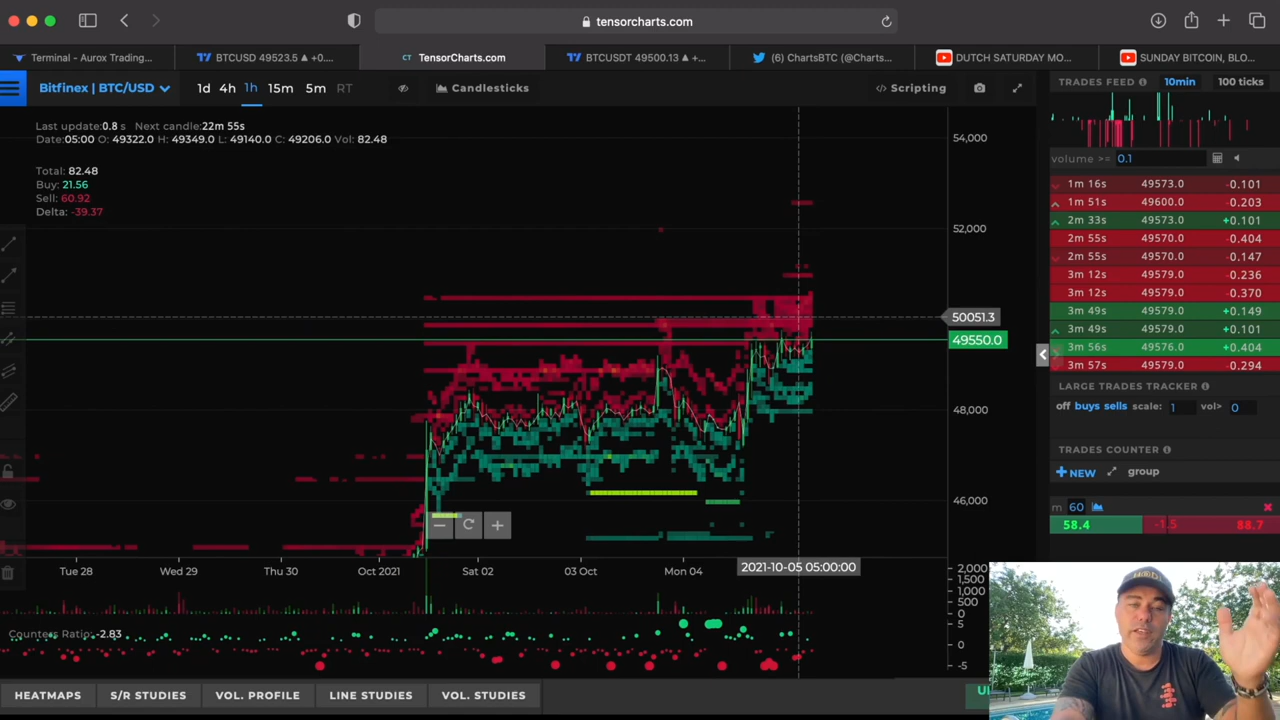 tensorcharts.com
Terminal - Aurox Trading...
BTCUSD 49523.5 ▲ +0....
CT TensorCharts.com
BTCUSDT 49500.13 ▲ +...
(6) ChartsBTC (@Charts...
DUTCH SATURDAY MO...
SUNDAY BITCOIN, BLO...
Bitfinex | BTC/USD 1d 4h 1h 15m 5m RT Candlesticks </> Scripting
Last update:0.8 s Next candle:22m 55s
Date:05:00 O: 49322.0 H: 49349.0 L: 49140.0 C: 49206.0 Vol: 82.48
Total: 82.48
Buy: 21.56
Sell: 60.92
Delta: -39.37
54,000
52,000
50051.3
49550.0
48,000
46,000
Tue 28 Wed 29 Thu 30 Oct 2021 Sat 02 03 Oct Mon 04 2021-10-05 05:00:00
2,000
1,500
1,000
500
0
Counters Ratio: -2.83
5
0
-5
HEATMAPS S/R STUDIES VOL. PROFILE LINE STUDIES VOL. STUDIES
TRADES FEED 10min 100 ticks
volume >= 0.1
1m 16s 49573.0 -0.101
1m 51s 49600.0 -0.203
2m 33s 49573.0 +0.101
2m 55s 49570.0 -0.404
2m 55s 49570.0 -0.147
3m 12s 49579.0 -0.236
3m 12s 49579.0 -0.370
3m 49s 49579.0 +0.149
3m 49s 49579.0 +0.101
3m 56s 49576.0 +0.404
3m 57s 49579.0 -0.294
LARGE TRADES TRACKER
off buys sells scale: 1 vol> 0
TRADES COUNTER
+NEW group
m 60
58.4 -1.5 88.7